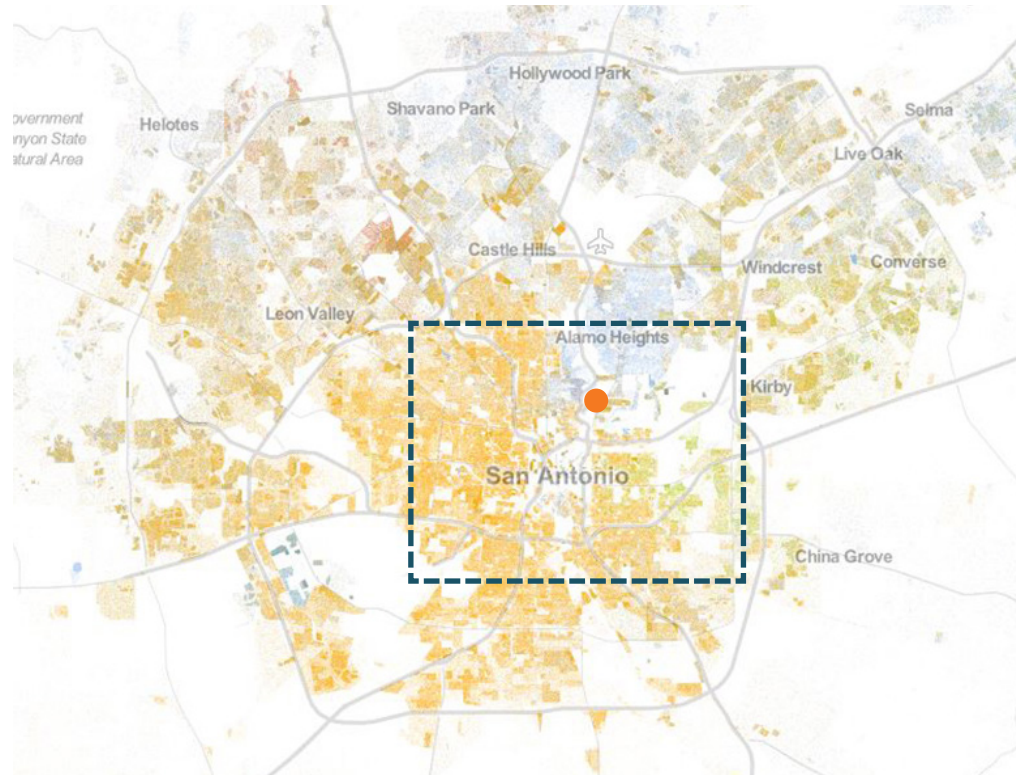 Hollywood Park
Shavano Park
Selma
Helotes
overnment
nyon State
atural Area
Live Oak
Castle Hills
Windcrest
Converse
Leon Valley
Alamo Heights
Kirby
San Antonio
China Grove